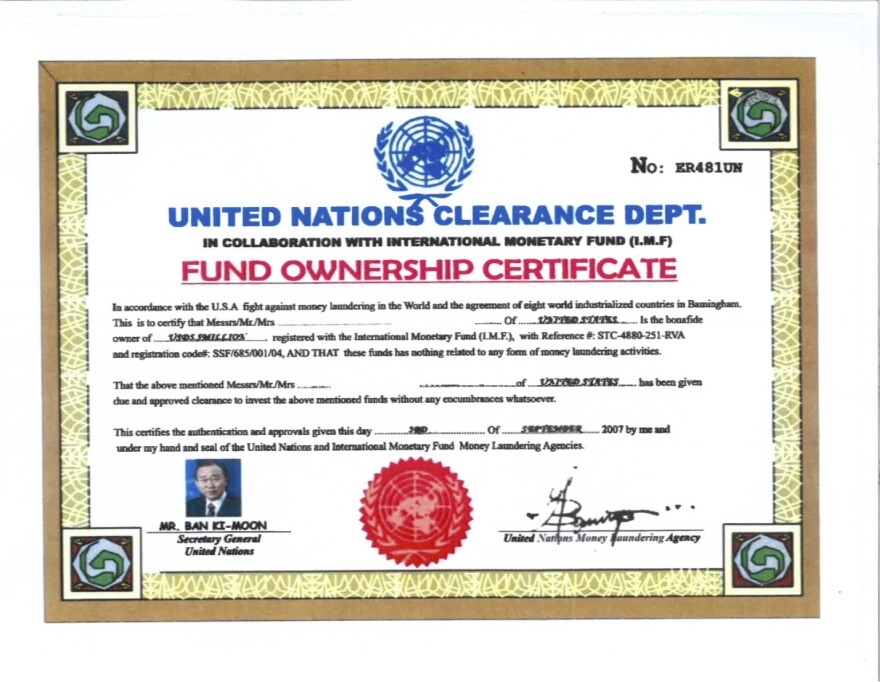 No: ER481UN
UNITED NATIONS CLEARANCE DEPT.
IN COLLABORATION WITH INTERNATIONAL MONETARY FUND (I.M.F)
FUND OWNERSHIP CERTIFICATE
In accordance with the U.S.A fight against money laundering in the World and the agreement of eight world industrialized countries in Bamingham.
This is to certify that Messrs/Mr./Mrs ........................................ ......... Of ......... UNITED STATES ...... Is the bonafide
owner of ...... USD5.5MILLION ...... registered with the International Monetary Fund (I.M.F.), with Reference #: STC-4880-251-RVA
and registration code#: SSF/685/001/04, AND THAT these funds has nothing related to any form of money laundering activities.
That the above mentioned Messrs/Mr./Mrs ........... ................................of ...... UNITED STATES ...... has been given
due and approved clearance to invest the above mentioned funds without any encumbrances whatsoever.
This certifies the authentication and approvals given this day ............3RD.................... Of ....... SEPTEMBER ....... 2007 by me and
under my hand and seal of the United Nations and International Monetary Fund Money Laundering Agencies.
MR. BAN KI-MOON
Secretary General
United Nations
United Nations Money Laundering Agency